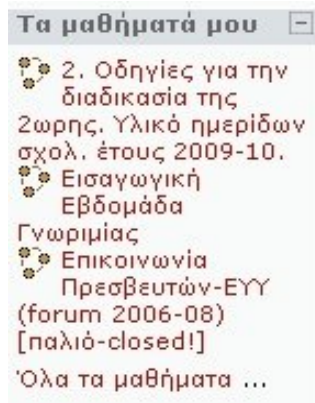 Τα μαθήματά μου
2. Οδηγίες για την
διαδικασία της
2ωρης. Υλικό ημερίδων
σχολ. έτους 2009-10.
Εισαγωγική
Εβδομάδα
Γνωριμίας
Επικοινωνία
Πρεσβευτών-ΕΥΥ
(forum 2006-08)
[παλιό-closed!]
Όλα τα μαθήματα ...